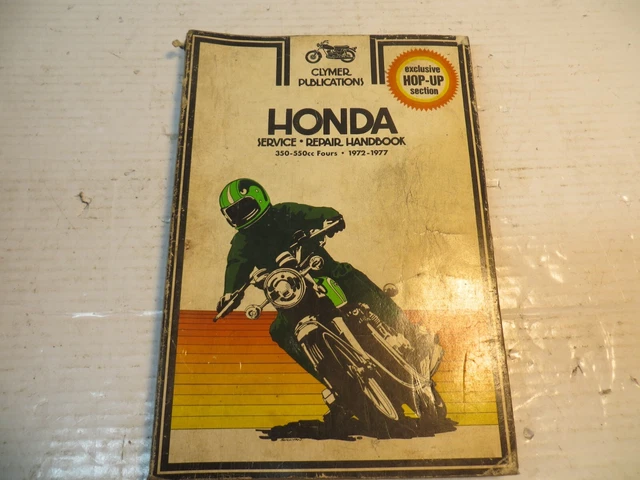 CLYMER
PUBLICATIONS
exclusive
HOP-UP
section
HONDA
SERVICE • REPAIR HANDBOOK
350-550cc Fours • 1972-1977